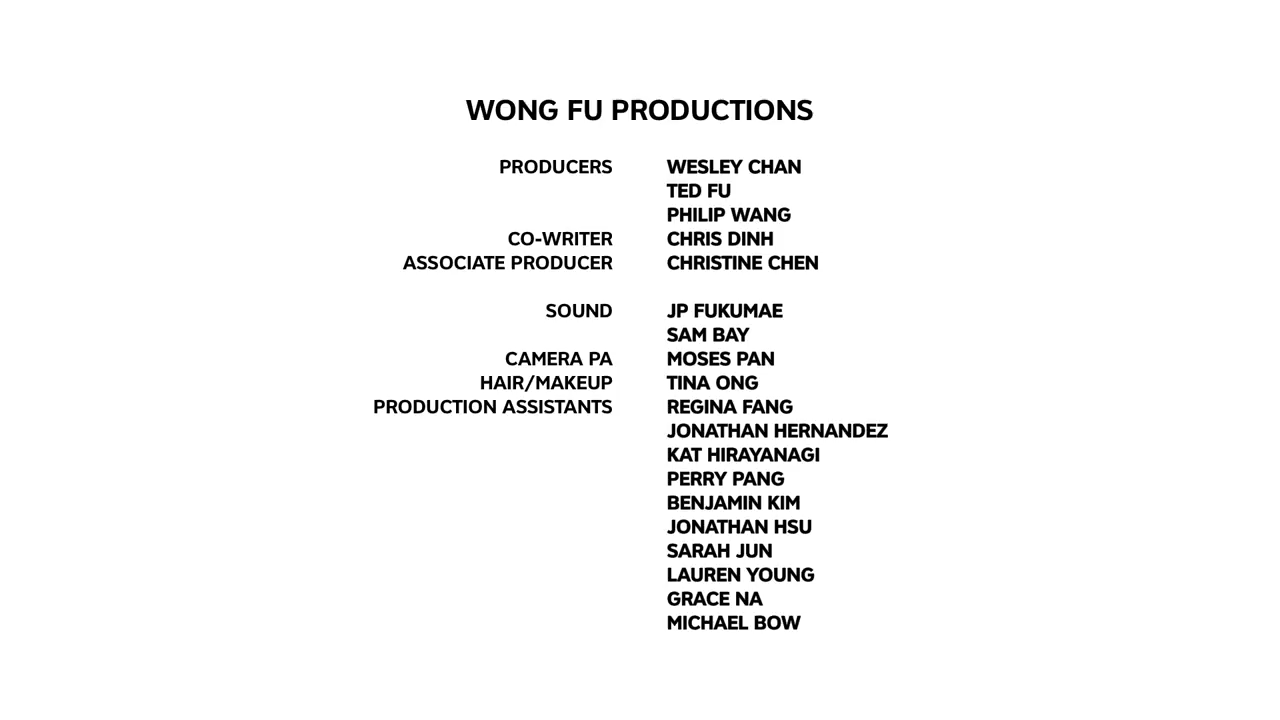 WONG FU PRODUCTIONS
PRODUCERS WESLEY CHAN
TED FU
PHILIP WANG
CO-WRITER CHRIS DINH
ASSOCIATE PRODUCER CHRISTINE CHEN
SOUND JP FUKUMAE
SAM BAY
CAMERA PA MOSES PAN
HAIR/MAKEUP TINA ONG
PRODUCTION ASSISTANTS REGINA FANG
JONATHAN HERNANDEZ
KAT HIRAYANAGI
PERRY PANG
BENJAMIN KIM
JONATHAN HSU
SARAH JUN
LAUREN YOUNG
GRACE NA
MICHAEL BOW